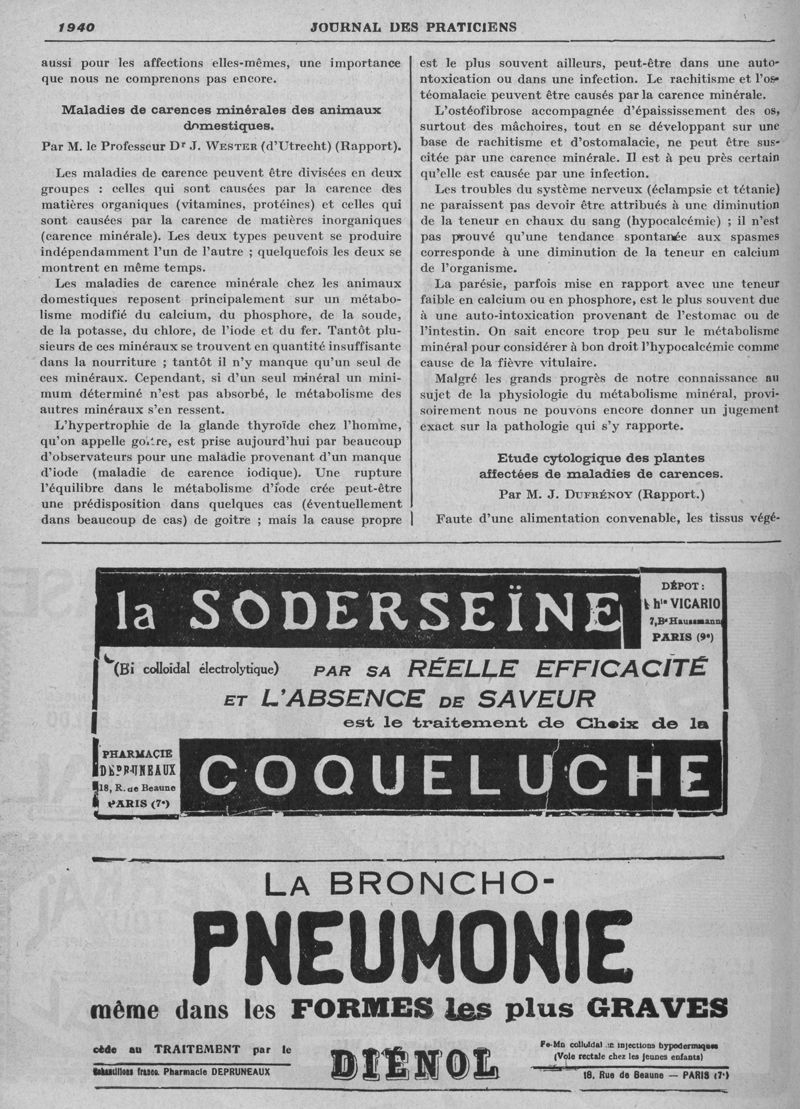 1940
JOURNAL DES PRATICIENS
aussi pour les affections elles-mêmes, une importance
que nous ne comprenons pas encore.
Maladies de carences minérales des animaux
domestiques.
Par M. le Professeur Dr J. WESTER (d'Utrecht) (Rapport).
Les maladies de carence peuvent être divisées en deux
groupes : celles qui sont causées par la carence des
matières organiques (vitamines, protéines) et celles qui
sont causées par la carence de matières inorganiques
(carence minérale). Les deux types peuvent se produire
indépendamment l'un de l'autre ; quelquefois les deux se
montrent en même temps.
Les maladies de carence minérale chez les animaux
domestiques reposent principalement sur un métabo-
lisme modifié du calcium, du phosphore, de la soude,
de la potasse, du chlore, de l'iode et du fer. Tantôt plu-
sieurs de ces minéraux se trouvent en quantité insuffisante
dans la nourriture ; tantôt il n'y manque qu'un seul de
ces minéraux. Cependant, si d'un seul minéral un mini-
mum déterminé n'est pas absorbé, le métabolisme des
autres minéraux s'en ressent.
L'hypertrophie de la glande thyroïde chez l'homme,
qu'on appelle goitre, est prise aujourd'hui par beaucoup
d'observateurs pour une maladie provenant d'un manque
d'iode (maladie de carence iodique). Une rupture
l'équilibre dans le métabolisme d'iode crée peut-être
une prédisposition dans quelques cas (éventuellement
dans beaucoup de cas) de goitre ; mais la cause propre
est le plus souvent ailleurs, peut-être dans une auto-
ntoxication ou dans une infection. Le rachitisme et l'os-
téomalacie peuvent être causés par la carence minérale.
L'ostéofibrose accompagnée d'épaississement des os,
surtout des mâchoires, tout en se développant sur une
base de rachitisme et d'ostomalacie, ne peut être sus-
citée par une carence minérale. Il est à peu près certain
qu'elle est causée par une infection.
Les troubles du système nerveux (éclampsie et tétanie)
ne paraissent pas devoir être attribués à une diminution
de la teneur en chaux du sang (hypocalcémie) ; il n'est
pas prouvé qu'une tendance spontanée aux spasmes
corresponde à une diminution de la teneur en calcium
de l'organisme.
La parésie, parfois mise en rapport avec une teneur
faible en calcium ou en phosphore, est le plus souvent due
à une auto-intoxication provenant de l'estomac ou de
l'intestin. On sait encore trop peu sur le métabolisme
minéral pour considérer à bon droit l'hypocalcémie comme
cause de la fièvre vitulaire.
Malgré les grands progrès de notre connaissance au
sujet de la physiologie du métabolisme minéral, provi-
soirement nous ne pouvons encore donner un jugement
exact sur la pathologie qui s'y rapporte.
Etude cytologique des plantes
affectées de maladies de carences.
Par M. J. DUFRÉNOY (Rapport.)
Faute d'une alimentation convenable, les tissus végé-
la SODERSEÏNE
DÉPOT :
Phie VICARIO
7, Bd Haussmann
PARIS (9e)
(Bi colloïdal électrolytique) PAR SA RÉELLE EFFICACITÉ
ET L'ABSENCE DE SAVEUR
est le traitement de Choix de la
PHARMACIE
DEPRUNEAUX
18, R. de Beaune
PARIS (7e)
COQUELUCHE
LA BRONCHO-
PNEUMONIE
même dans les FORMES les plus GRAVES
cède au TRAITEMENT par le
Echantillons franco. Pharmacie DEPRUNEAUX
DIÉNOL
Fe-Mn colloïdal en injections hypodermiques
(Voie rectale chez les jeunes enfants)
18, Rue de Beaune — PARIS (7e)